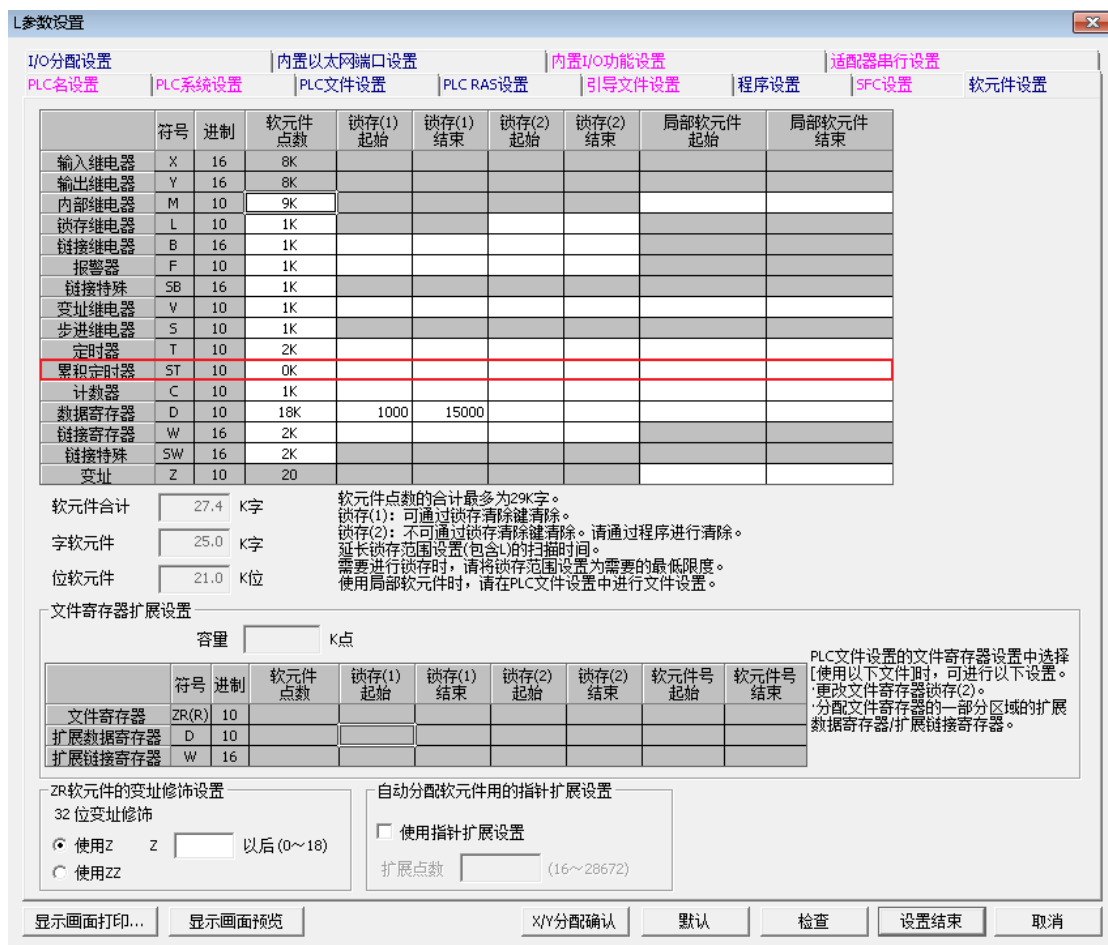 L参数设置
I/O分配设置 内置以太网端口设置 内置I/O功能设置 适配器串行设置
PLC名设置 PLC系统设置 PLC文件设置 PLC RAS设置 引导文件设置 程序设置 SFC设置 软元件设置
符号 进制 软元件点数 锁存(1)起始 锁存(1)结束 锁存(2)起始 锁存(2)结束 局部软元件起始 局部软元件结束
输入继电器 X 16 8K
输出继电器 Y 16 8K
内部继电器 M 10 9K
锁存继电器 L 10 1K
链接继电器 B 16 1K
报警器 F 10 1K
链接特殊 SB 16 1K
变址继电器 V 10 1K
步进继电器 S 10 1K
定时器 T 10 2K
累积定时器 ST 10 0K
计数器 C 10 1K
数据寄存器 D 10 18K 1000 15000
链接寄存器 W 16 2K
链接特殊 SW 16 2K
变址 Z 10 20
软元件合计 27.4 K字
字软元件 25.0 K字
位软元件 21.0 K位
软元件点数的合计最多为29K字。
锁存(1)：可通过锁存清除键清除。
锁存(2)：不可通过锁存清除键清除。请通过程序进行清除。
延长锁存范围设置(包含L)的扫描时间。
需要进行锁存时，请将锁存范围设置为需要的最低限度。
使用局部软元件时，请在PLC文件设置中进行文件设置。
文件寄存器扩展设置
容量 K点
符号 进制 软元件点数 锁存(1)起始 锁存(1)结束 锁存(2)起始 锁存(2)结束 软元件号起始 软元件号结束
文件寄存器 ZR(R) 10
扩展数据寄存器 D 10
扩展链接寄存器 W 16
PLC文件设置的文件寄存器设置中选择
[使用以下文件]时，可进行以下设置。
·更改文件寄存器锁存(2)。
·分配文件寄存器的一部分区域的扩展
数据寄存器/扩展链接寄存器。
ZR软元件的变址修饰设置
32 位变址修饰
使用Z Z 以后(0～18)
使用ZZ
自动分配软元件用的指针扩展设置
使用指针扩展设置
扩展点数 (16～28672)
显示画面打印... 显示画面预览 X/Y分配确认 默认 检查 设置结束 取消